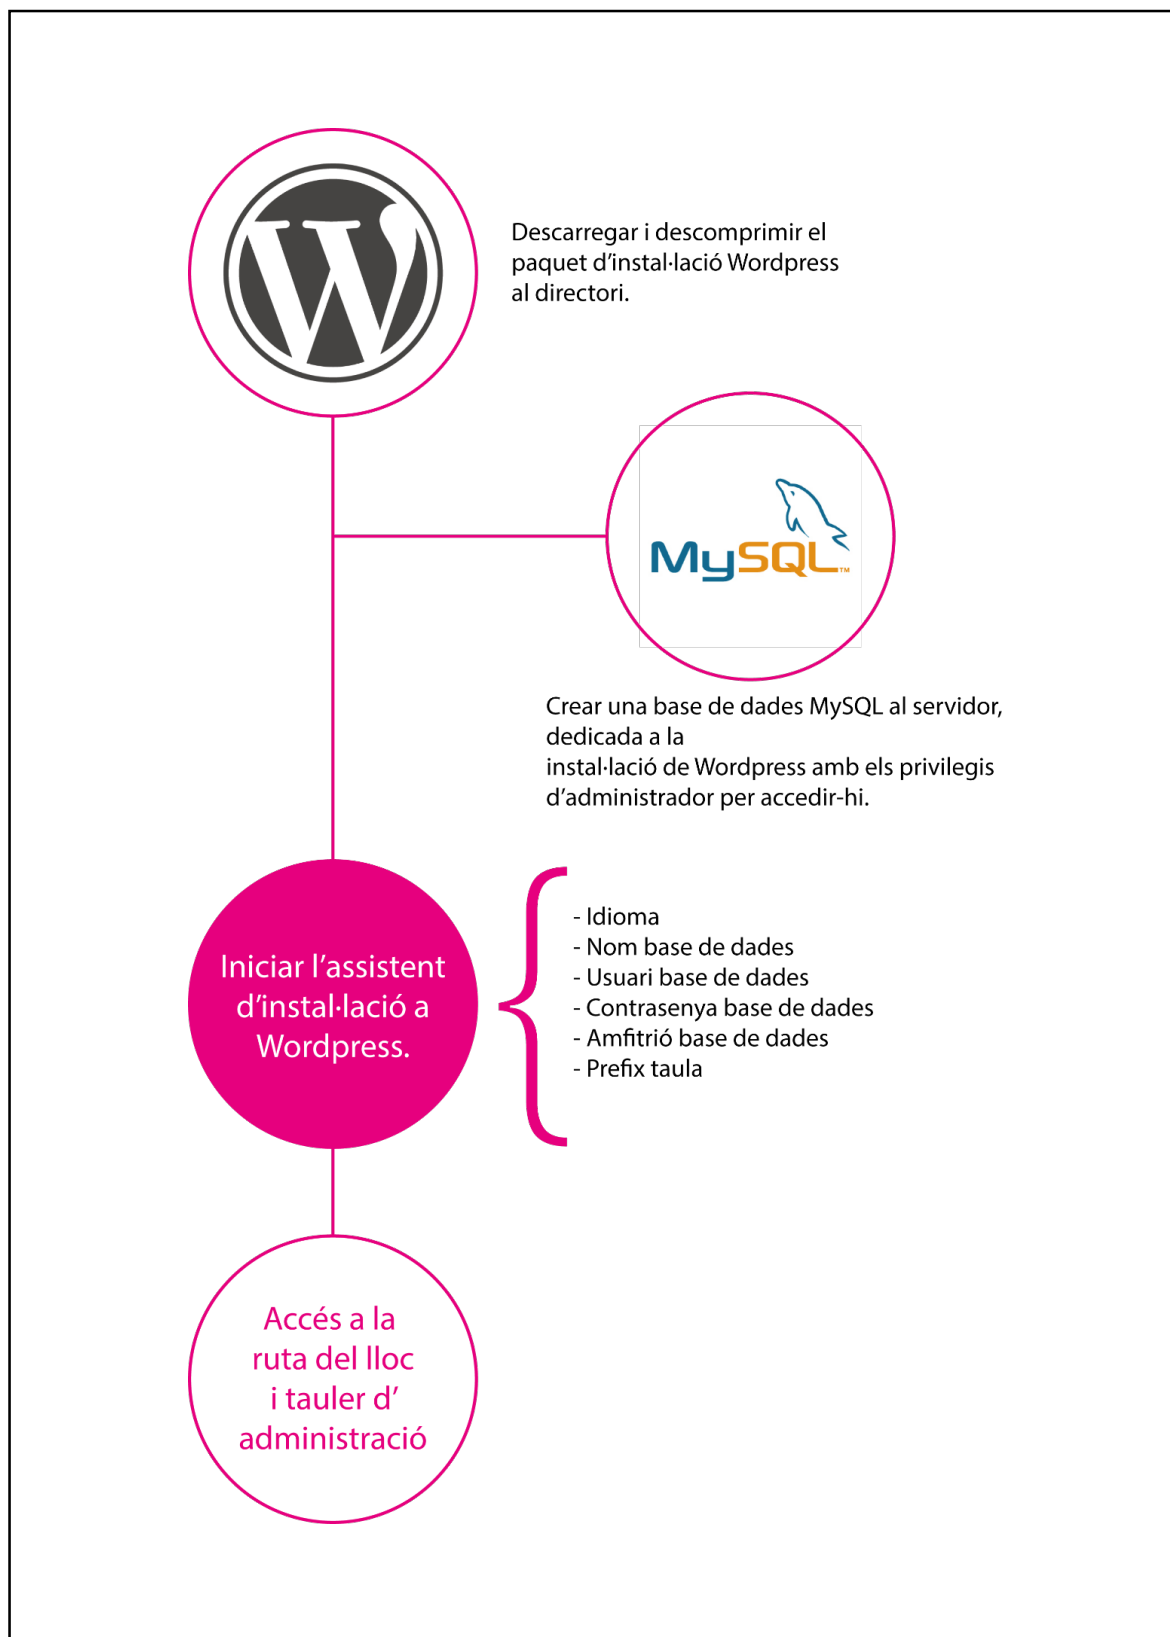 W
Descarregar i descomprimir el
paquet d’instal·lació Wordpress
al directori.
MySQL™
Crear una base de dades MySQL al servidor,
dedicada a la
instal·lació de Wordpress amb els privilegis
d’administrador per accedir-hi.
Iniciar l’assistent
d’instal·lació a
Wordpress.
- Idioma
- Nom base de dades
- Usuari base de dades
- Contrasenya base de dades
- Amfitrió base de dades
- Prefix taula
Accés a la
ruta del lloc
i tauler d’
administració